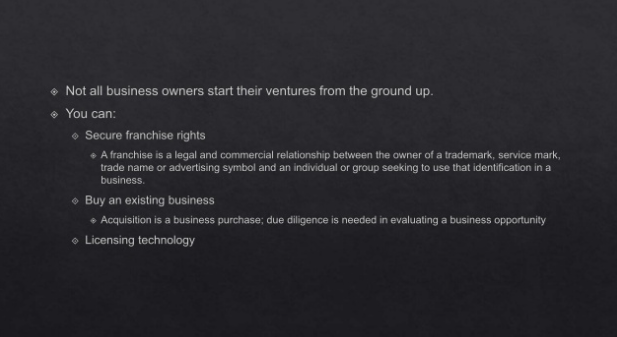 Not all business owners start their ventures from the ground up.
You can:
Secure franchise rights
A franchise is a legal and commercial relationship between the owner of a trademark, service mark,
trade name or advertising symbol and an individual or group seeking to use that identification in a
business.
Buy an existing business
Acquisition is a business purchase; due diligence is needed in evaluating a business opportunity
Licensing technology